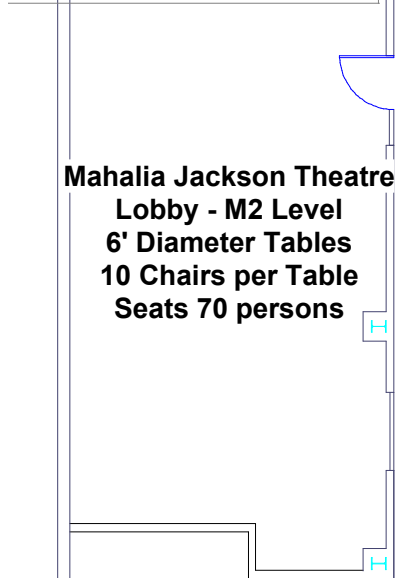 Mahalia Jackson Theatre
Lobby - M2 Level
6' Diameter Tables
10 Chairs per Table
Seats 70 persons